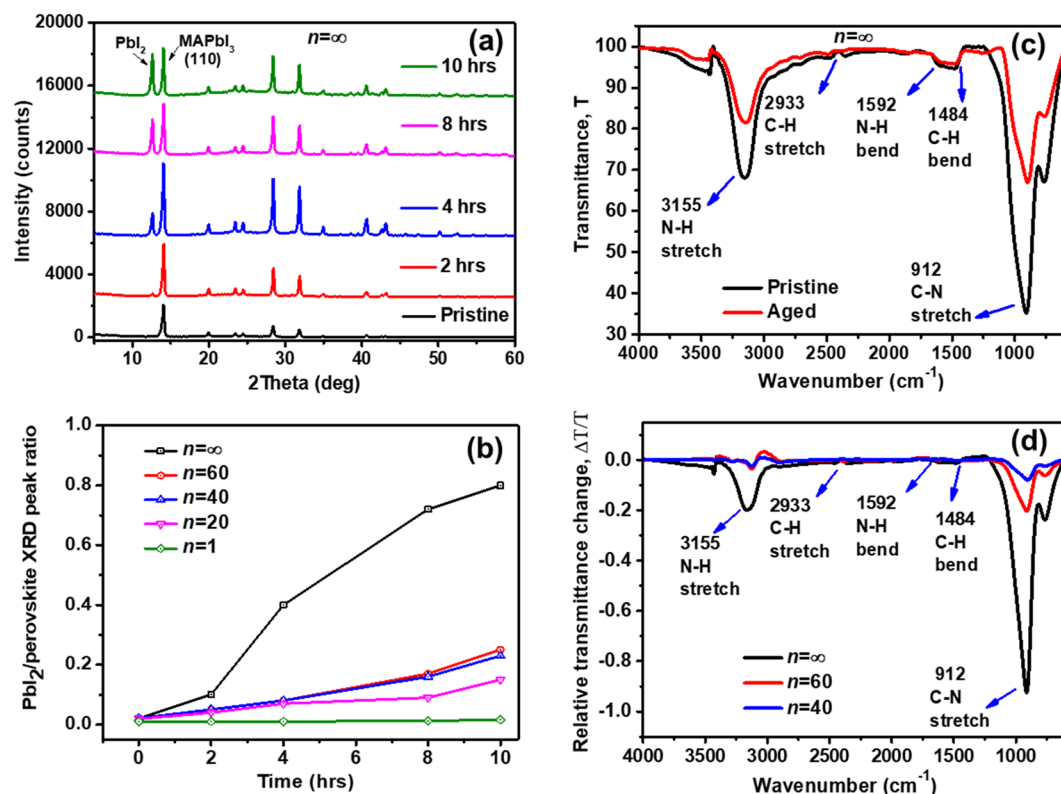 (a)
n=∞
PbI2
MAPbI3
(110)
10 hrs
8 hrs
4 hrs
2 hrs
Pristine
20000
16000
12000
8000
4000
0
Intensity (counts)
10 20 30 40 50 60
2Theta (deg)
(c)
n=∞
2933
C-H
stretch
1592
N-H
bend
1484
C-H
bend
3155
N-H
stretch
912
C-N
stretch
Pristine
Aged
100
90
80
70
60
50
40
30
Transmittance, T
4000 3500 3000 2500 2000 1500 1000
Wavenumber (cm-1)
(b)
n=∞
n=60
n=40
n=20
n=1
1.0
0.8
0.6
0.4
0.2
0.0
PbI2/perovskite XRD peak ratio
0 2 4 6 8 10
Time (hrs)
(d)
3155
N-H
stretch
2933
C-H
stretch
1592
N-H
bend
1484
C-H
bend
912
C-N
stretch
n=∞
n=60
n=40
0.0
-0.2
-0.4
-0.6
-0.8
-1.0
Relative transmittance change, ΔT/T
4000 3500 3000 2500 2000 1500 1000
Wavenumber (cm-1)